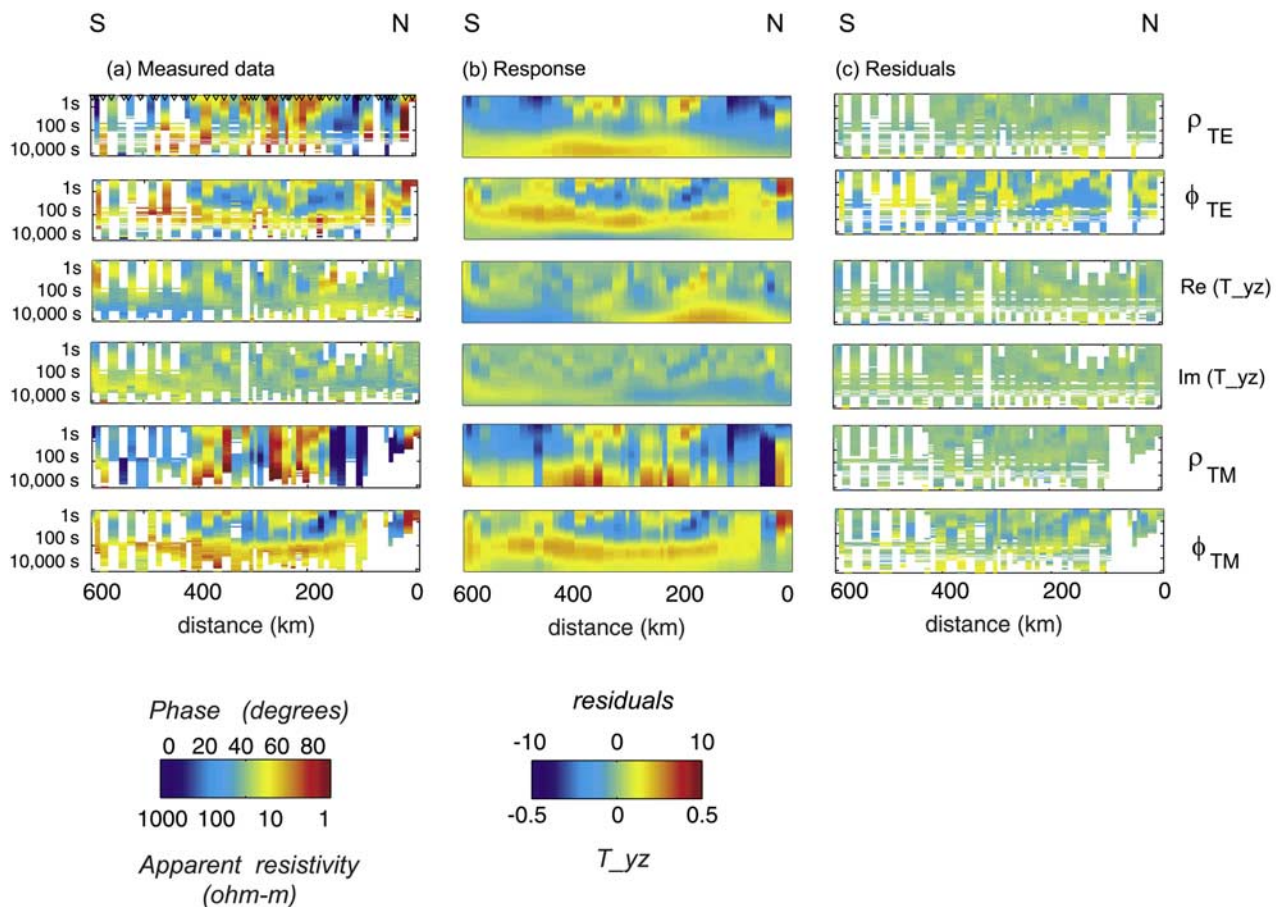 S N S N S N
(a) Measured data (b) Response (c) Residuals
1s
100 s
10,000 s
ρ TE
1s
100 s
10,000 s
ϕ TE
1s
100 s
10,000 s
Re (T_yz)
1s
100 s
10,000 s
Im (T_yz)
1s
100 s
10,000 s
ρ TM
1s
100 s
10,000 s
ϕ TM
600 400 200 0 600 400 200 0 600 400 200 0
distance (km) distance (km) distance (km)
Phase (degrees)
0 20 40 60 80
1000 100 10 1
Apparent resistivity
(ohm-m)
residuals
-10 0 10
-0.5 0 0.5
T_yz